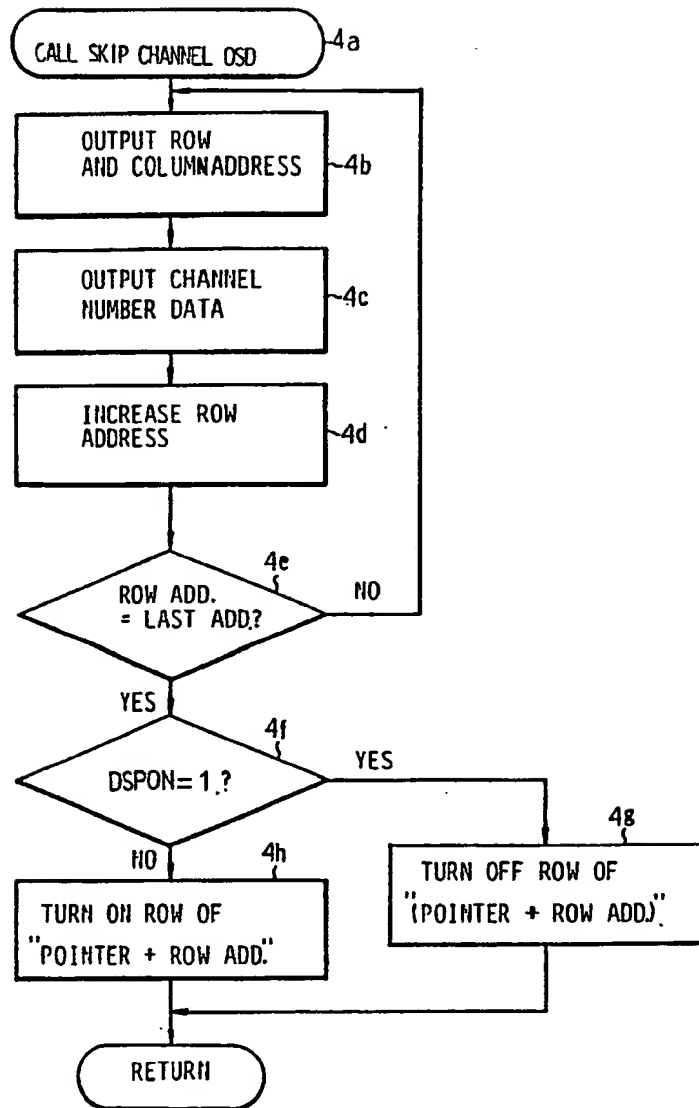 CALL SKIP CHANNEL OSD
4a
OUTPUT ROW
AND COLUMNADDRESS
4b
OUTPUT CHANNEL
NUMBER DATA
4c
INCREASE ROW
ADDRESS
4d
4e
ROW ADD.
= LAST ADD.?
NO
YES
4f
DSPON=1.?
YES
NO
4h
4g
TURN ON ROW OF
"POINTER + ROW ADD."
TURN OFF ROW OF
"(POINTER + ROW ADD.)"
RETURN